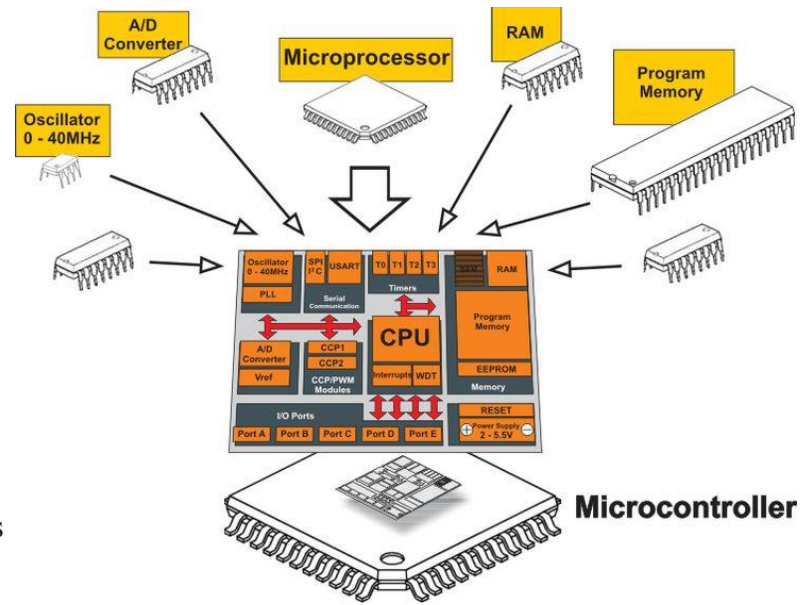 A/D
Converter
Microprocessor
RAM
Program
Memory
Oscillator
0 - 40MHz
Oscillator
0 - 40MHz
PLL
SPI
I²C
USART
Serial
Communication
T0 T1 T2 T3
Timers
RAM
Program
Memory
EEPROM
Memory
A/D
Converter
Vref
CCP1
CCP2
CCP/PWM
Modules
CPU
Interrupts
WDT
I/O Ports
Port A Port B Port C Port D Port E
RESET
+ Power Supply -
2 - 5.5V
Microcontroller
s